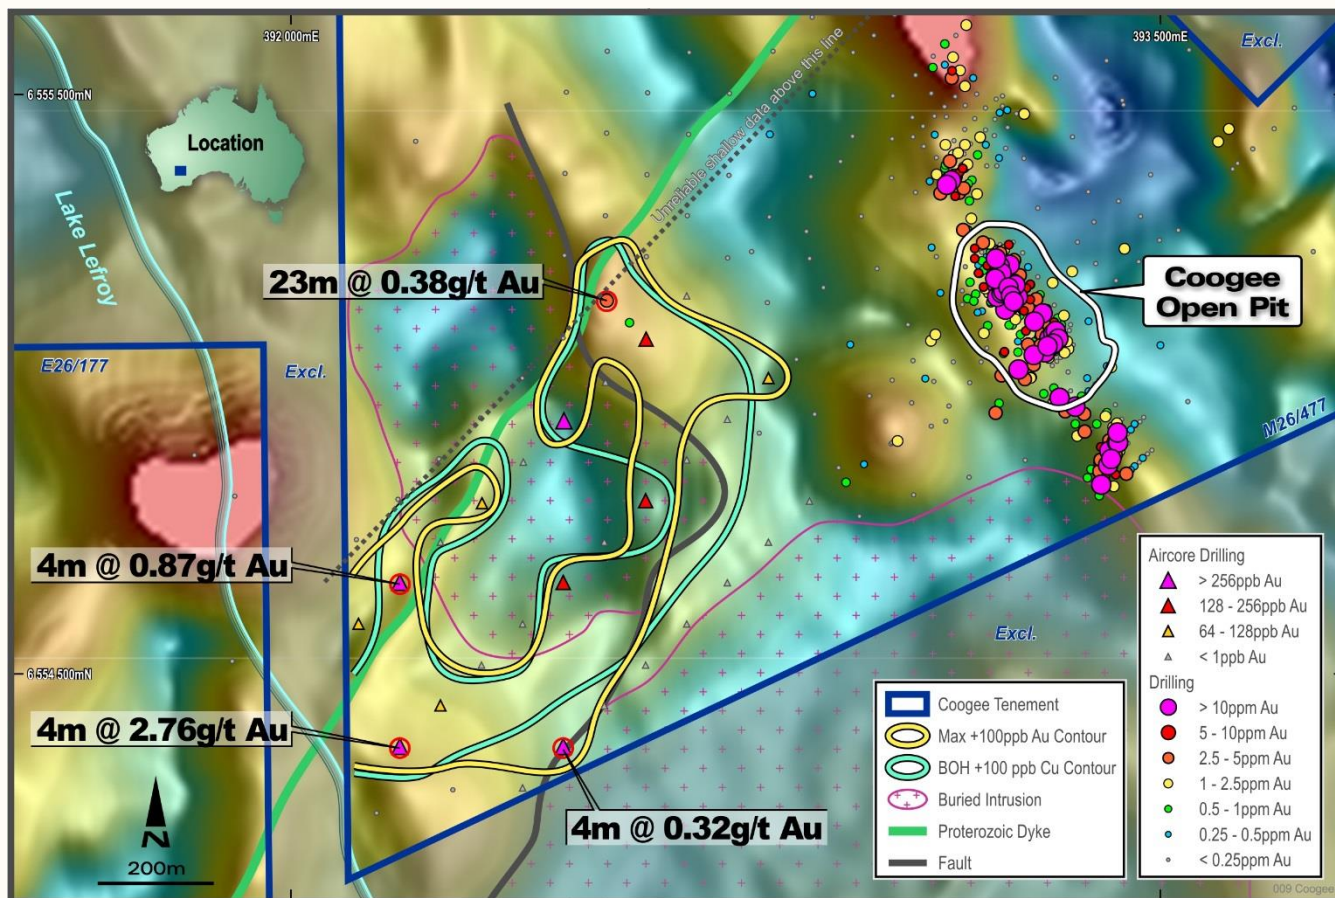 392 000mE
393 500mE
Excl.
6 555 500mN
Location
Unreliable shallow data above this line
Lake Lefroy
23m @ 0.38g/t Au
Coogee
Open Pit
E26/177
Excl.
M26/477
4m @ 0.87g/t Au
Excl.
6 554 500mN
4m @ 2.76g/t Au
4m @ 0.32g/t Au
N
200m
Coogee Tenement
Max +100ppb Au Contour
BOH +100 ppb Cu Contour
Buried Intrusion
Proterozoic Dyke
Fault
Aircore Drilling
> 256ppb Au
128 - 256ppb Au
64 - 128ppb Au
< 1ppb Au
Drilling
> 10ppm Au
5 - 10ppm Au
2.5 - 5ppm Au
1 - 2.5ppm Au
0.5 - 1ppm Au
0.25 - 0.5ppm Au
< 0.25ppm Au
009 Coogee